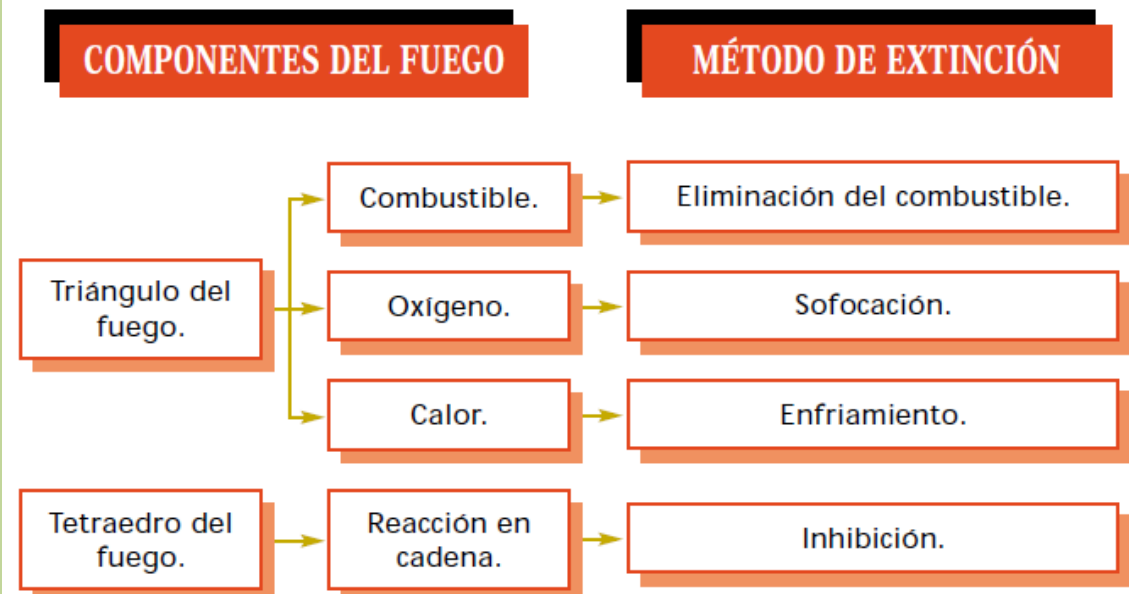 COMPONENTES DEL FUEGO
MÉTODO DE EXTINCIÓN
Triángulo del
fuego.
Combustible.
Eliminación del combustible.
Oxígeno.
Sofocación.
Calor.
Enfriamiento.
Tetraedro del
fuego.
Reacción en
cadena.
Inhibición.